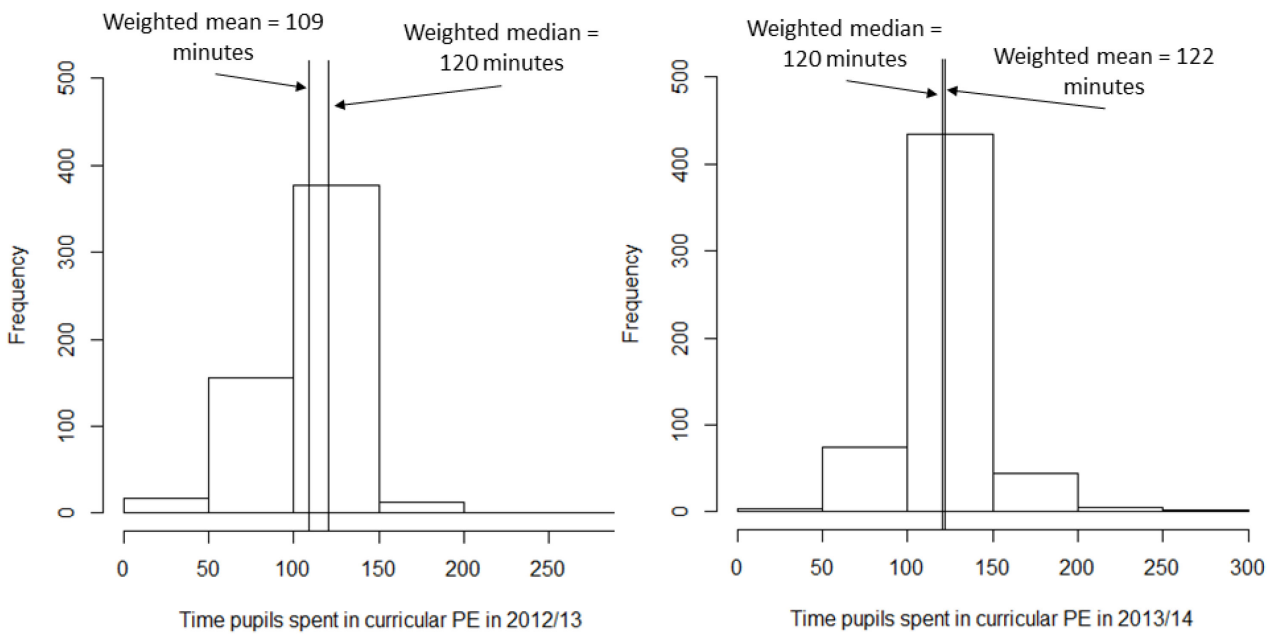 Weighted mean = 109
minutes
Weighted median =
120 minutes
500
400
300
200
100
0
Frequency
0 50 100 150 200 250
Time pupils spent in curricular PE in 2012/13
Weighted median =
120 minutes
Weighted mean = 122
minutes
500
400
300
200
100
0
Frequency
0 50 100 150 200 250 300
Time pupils spent in curricular PE in 2013/14